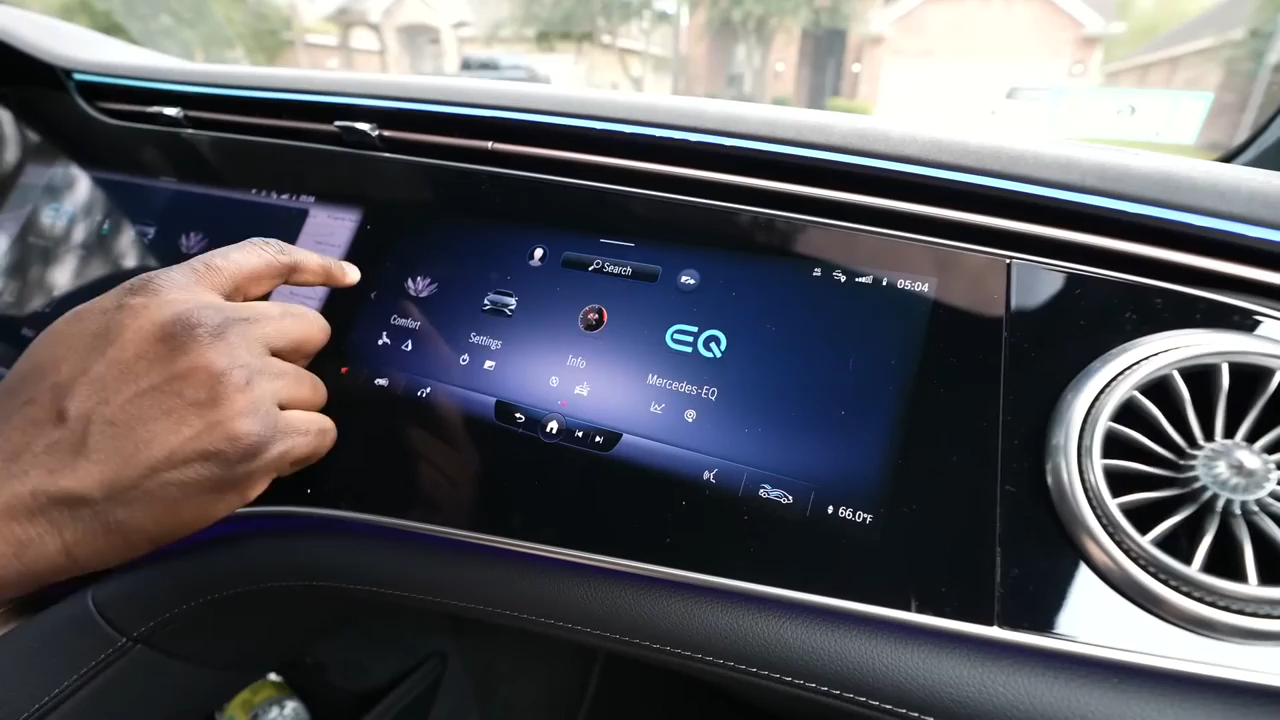 Search
05:04
Comfort
Settings
Info
EQ
Mercedes-EQ
66.0°F